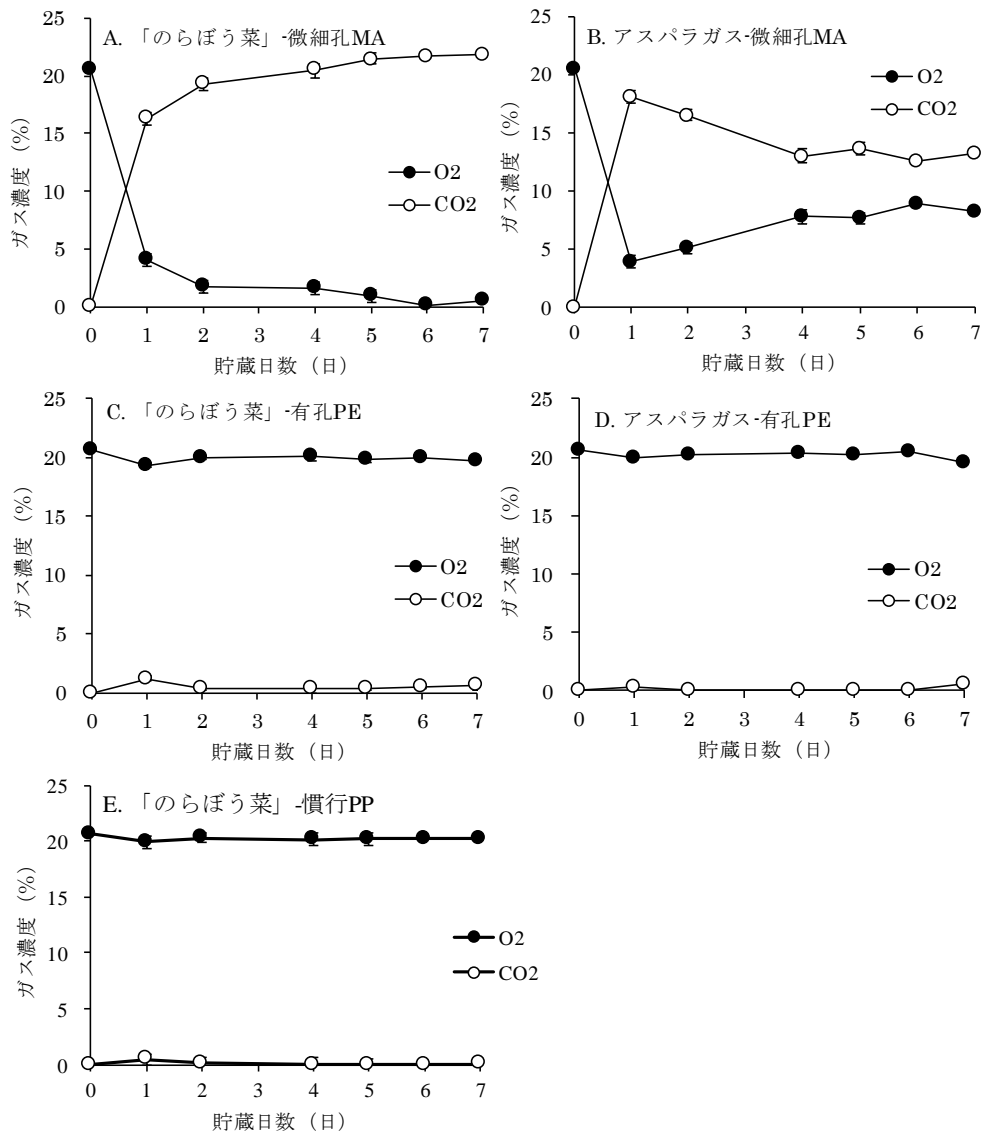 A. 「のらぼう菜」-微細孔MA
25
20
15
10
5
0
ガス濃度（%）
O2
CO2
0 1 2 3 4 5 6 7
貯蔵日数（日）
B. アスパラガス-微細孔MA
25
20
15
10
5
0
ガス濃度（%）
O2
CO2
0 1 2 3 4 5 6 7
貯蔵日数（日）
C. 「のらぼう菜」-有孔PE
25
20
15
10
5
0
ガス濃度（%）
O2
CO2
0 1 2 3 4 5 6 7
貯蔵日数（日）
D. アスパラガス-有孔PE
25
20
15
10
5
0
ガス濃度（%）
O2
CO2
0 1 2 3 4 5 6 7
貯蔵日数（日）
E. 「のらぼう菜」-慣行PP
25
20
15
10
5
0
ガス濃度（%）
O2
CO2
0 1 2 3 4 5 6 7
貯蔵日数（日）